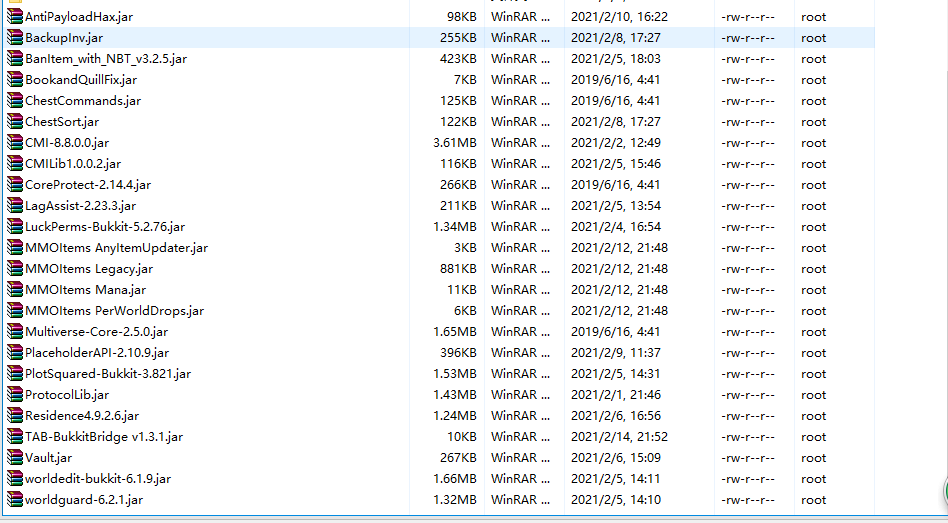 AntiPayloadHax.jar 98KB WinRAR ... 2021/2/10, 16:22 -rw-r--r-- root
BackupInv.jar 255KB WinRAR ... 2021/2/8, 17:27 -rw-r--r-- root
BanItem_with_NBT_v3.2.5.jar 423KB WinRAR ... 2021/2/5, 18:03 -rw-r--r-- root
BookandQuillFix.jar 7KB WinRAR ... 2019/6/16, 4:41 -rw-r--r-- root
ChestCommands.jar 125KB WinRAR ... 2019/6/16, 4:41 -rw-r--r-- root
ChestSort.jar 122KB WinRAR ... 2021/2/8, 17:27 -rw-r--r-- root
CMI-8.8.0.0.jar 3.61MB WinRAR ... 2021/2/2, 12:49 -rw-r--r-- root
CMILib1.0.0.2.jar 116KB WinRAR ... 2021/2/5, 15:46 -rw-r--r-- root
CoreProtect-2.14.4.jar 266KB WinRAR ... 2019/6/16, 4:41 -rw-r--r-- root
LagAssist-2.23.3.jar 211KB WinRAR ... 2021/2/5, 13:54 -rw-r--r-- root
LuckPerms-Bukkit-5.2.76.jar 1.34MB WinRAR ... 2021/2/4, 16:54 -rw-r--r-- root
MMOItems AnyItemUpdater.jar 3KB WinRAR ... 2021/2/12, 21:48 -rw-r--r-- root
MMOItems Legacy.jar 881KB WinRAR ... 2021/2/12, 21:48 -rw-r--r-- root
MMOItems Mana.jar 11KB WinRAR ... 2021/2/12, 21:48 -rw-r--r-- root
MMOItems PerWorldDrops.jar 6KB WinRAR ... 2021/2/12, 21:48 -rw-r--r-- root
Multiverse-Core-2.5.0.jar 1.65MB WinRAR ... 2019/6/16, 4:41 -rw-r--r-- root
PlaceholderAPI-2.10.9.jar 396KB WinRAR ... 2021/2/9, 11:37 -rw-r--r-- root
PlotSquared-Bukkit-3.821.jar 1.53MB WinRAR ... 2021/2/5, 14:31 -rw-r--r-- root
ProtocolLib.jar 1.43MB WinRAR ... 2021/2/1, 21:46 -rw-r--r-- root
Residence4.9.2.6.jar 1.24MB WinRAR ... 2021/2/6, 16:56 -rw-r--r-- root
TAB-BukkitBridge v1.3.1.jar 10KB WinRAR ... 2021/2/14, 21:52 -rw-r--r-- root
Vault.jar 267KB WinRAR ... 2021/2/6, 15:09 -rw-r--r-- root
worldedit-bukkit-6.1.9.jar 1.66MB WinRAR ... 2021/2/5, 14:11 -rw-r--r-- root
worldguard-6.2.1.jar 1.32MB WinRAR ... 2021/2/5, 14:10 -rw-r--r-- root